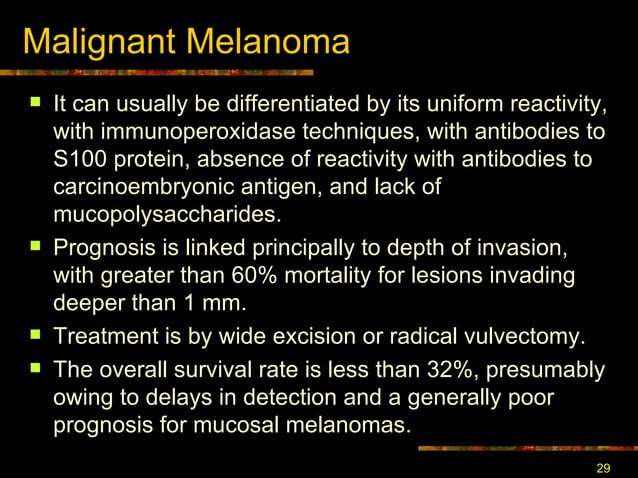 Malignant Melanoma
It can usually be differentiated by its uniform reactivity,
with immunoperoxidase techniques, with antibodies to
S100 protein, absence of reactivity with antibodies to
carcinoembryonic antigen, and lack of
mucopolysaccharides.
Prognosis is linked principally to depth of invasion,
with greater than 60% mortality for lesions invading
deeper than 1 mm.
Treatment is by wide excision or radical vulvectomy.
The overall survival rate is less than 32%, presumably
owing to delays in detection and a generally poor
prognosis for mucosal melanomas.
29